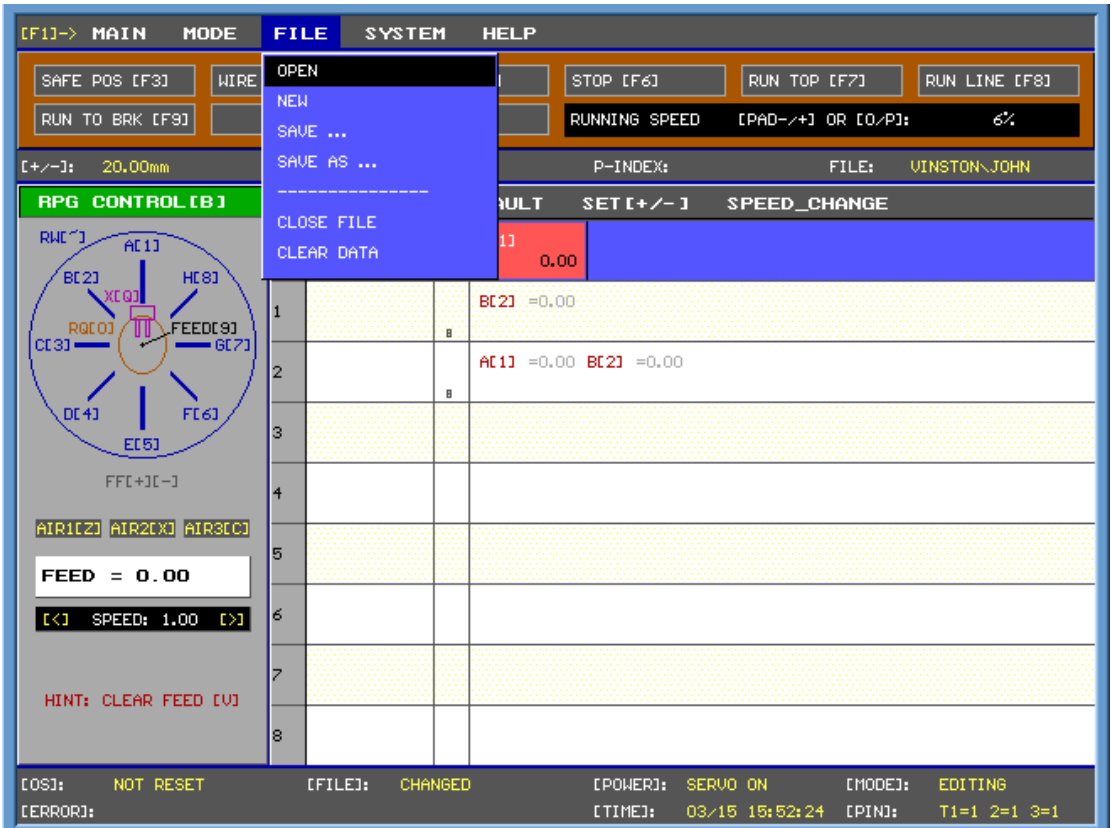 [F1]-> MAIN MODE FILE SYSTEM HELP
OPEN
NEW
SAVE ...
SAVE AS ...
----------------
CLOSE FILE
CLEAR DATA
SAFE POS [F3] WIRE STOP [F6] RUN TOP [F7] RUN LINE [F8]
RUN TO BRK [F9] RUNNING SPEED [PAD-/+] OR [O/P]: 6%
[+/-]: 20.00mm P-INDEX: FILE: VINSTON\JOHN
RPG CONTROL[B] SET[+/-] SPEED_CHANGE
RW[~]
A[1]
B[2] H[8]
X[Q]
RQ[O] FEED[9]
C[3] G[7]
D[4] F[6]
E[5]
FF[+][-]
AIR1[Z] AIR2[X] AIR3[C]
FEED = 0.00
[<] SPEED: 1.00 [>]
HINT: CLEAR FEED [V]
1]
0.00
1 B[2] =0.00
2 A[1] =0.00 B[2] =0.00
3
4
5
6
7
8
[OS]: NOT RESET [FILE]: CHANGED [POWER]: SERVO ON [MODE]: EDITING
[ERROR]: [TIME]: 03/15 15:52:24 [PIN]: T1=1 2=1 3=1